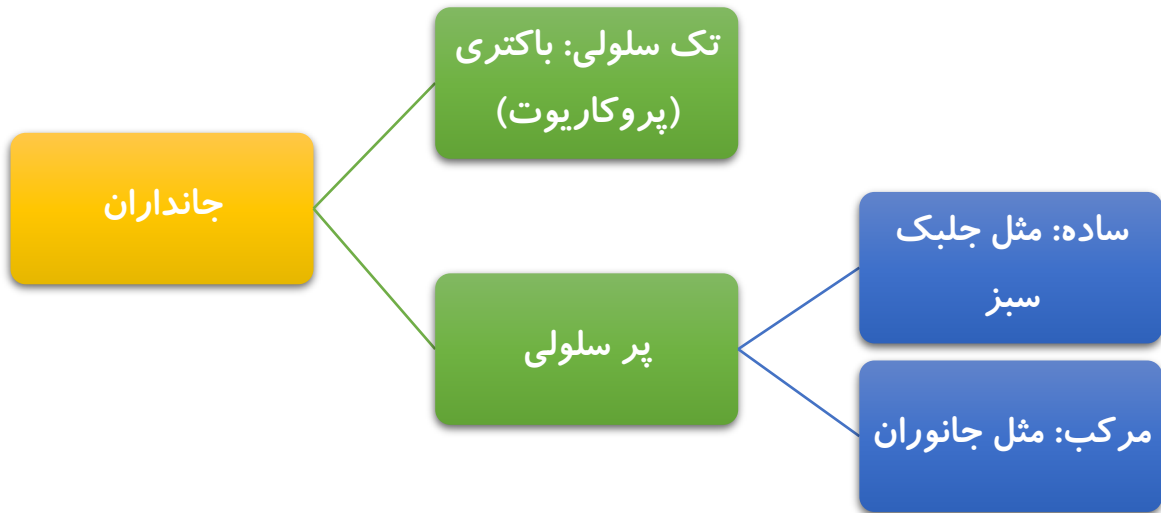 جانداران
تک سلولی: باکتری
(پروکاریوت)
پر سلولی
ساده: مثل جلبک
سبز
مرکب: مثل جانوران